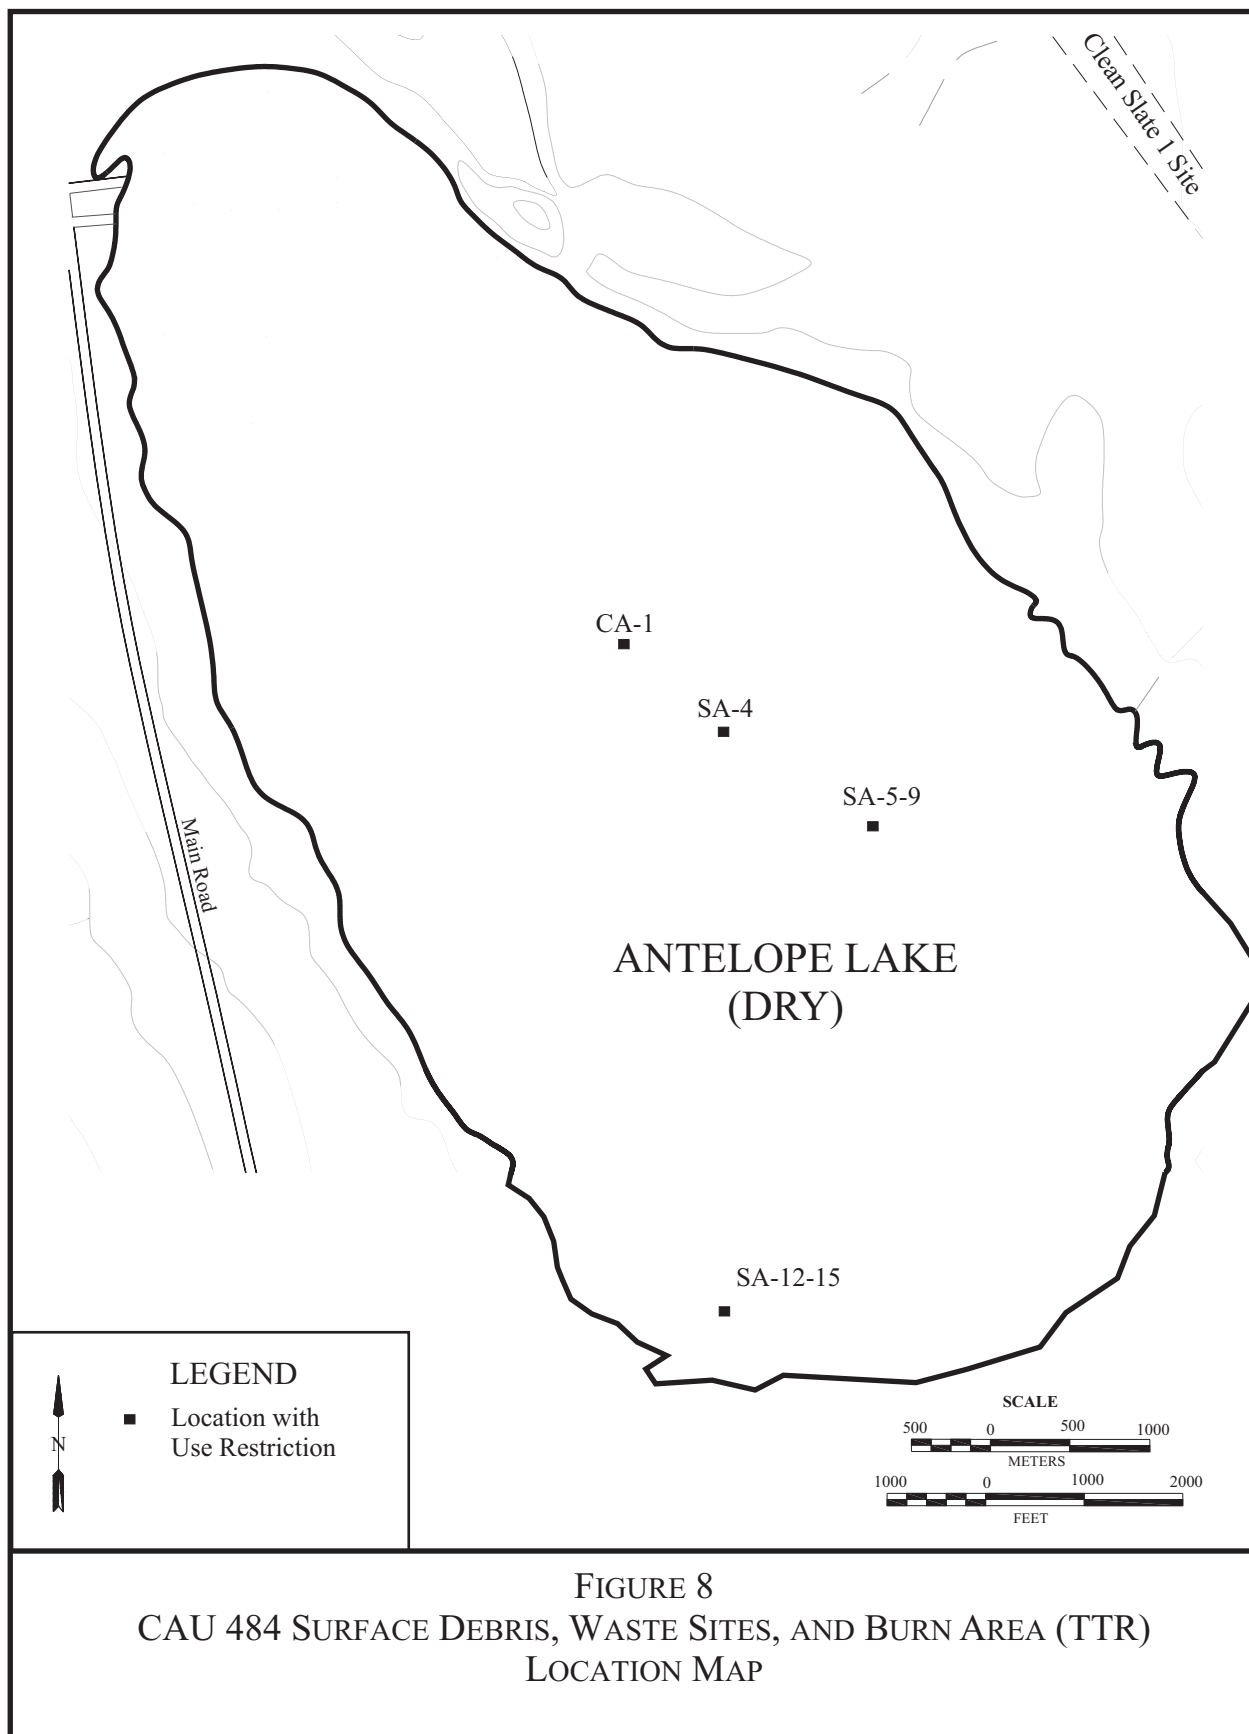 Clean Slate 1 Site
CA-1
SA-4
SA-5-9
Main Road
ANTELOPE LAKE
(DRY)
SA-12-15
LEGEND
N
Location with
Use Restriction
SCALE
500 0 500 1000
METERS
1000 0 1000 2000
FEET
FIGURE 8
CAU 484 SURFACE DEBRIS, WASTE SITES, AND BURN AREA (TTR)
LOCATION MAP